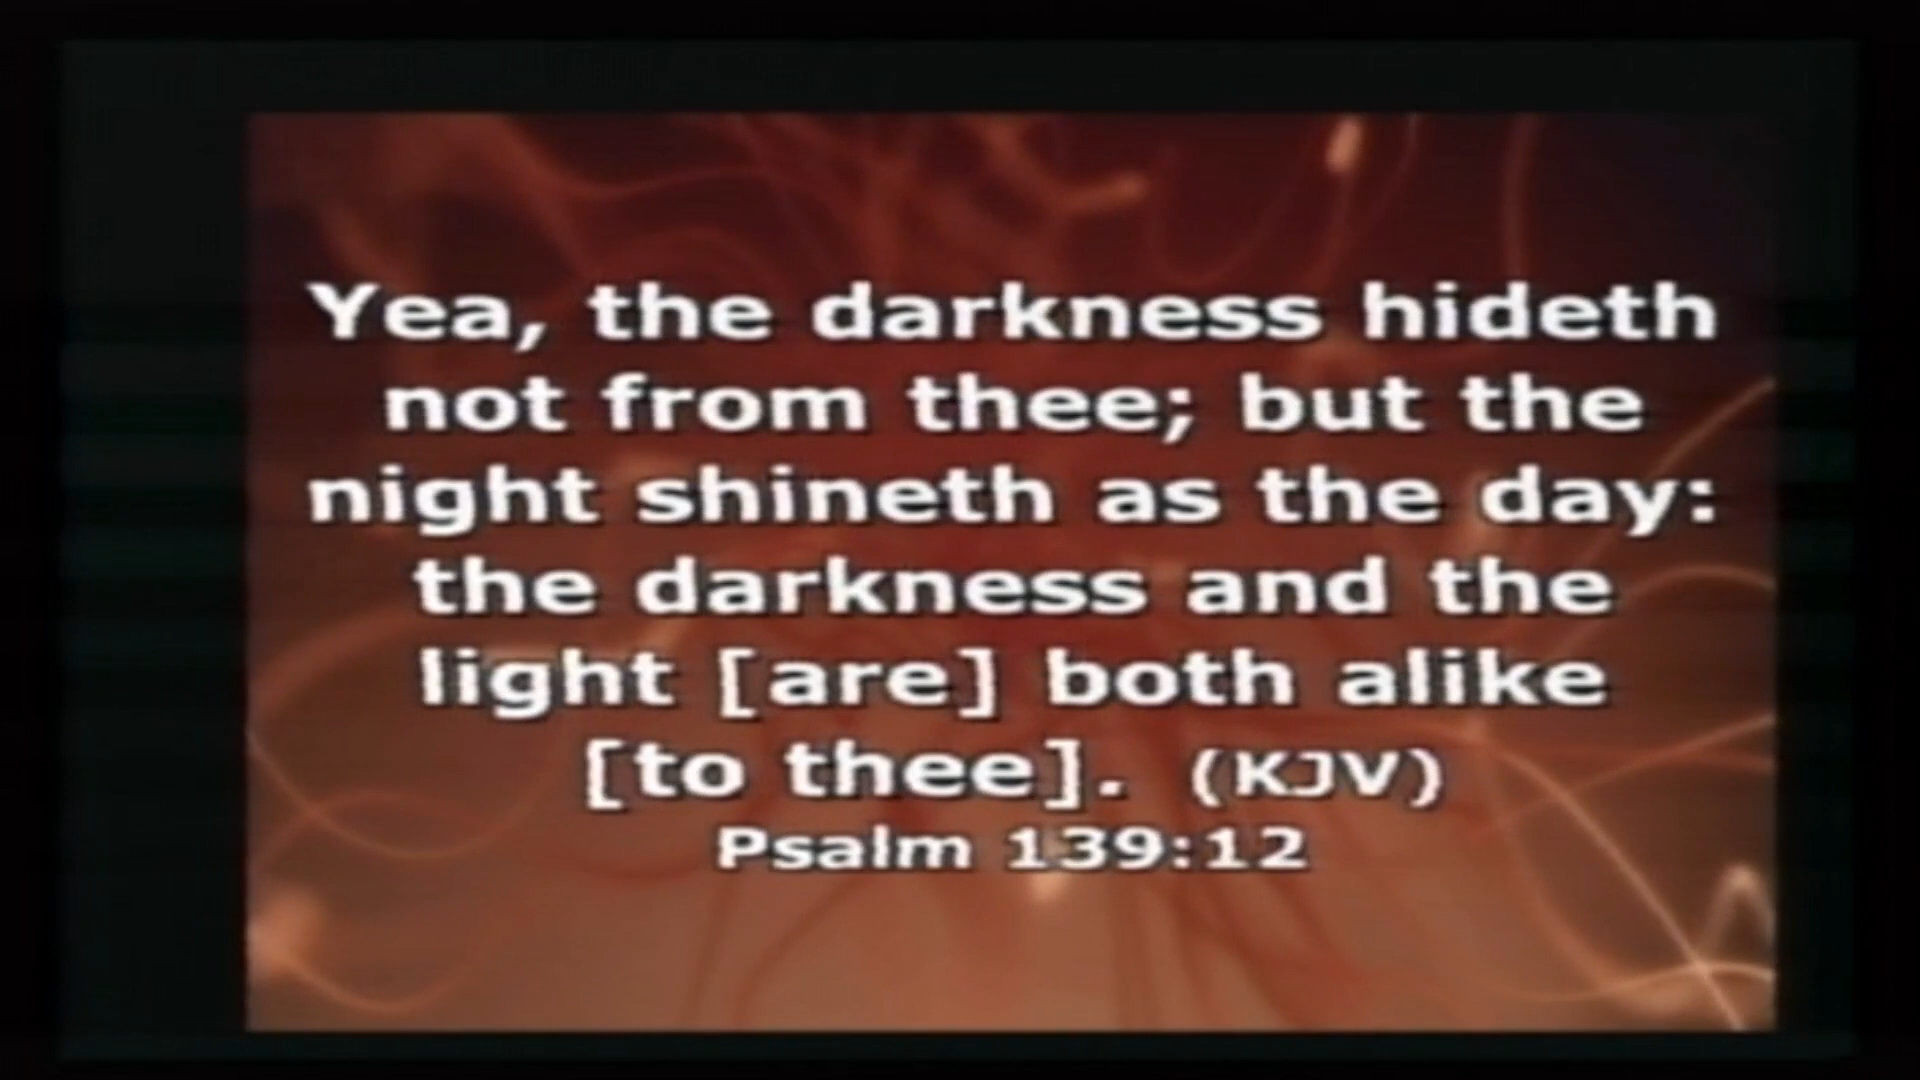 Yea, the darkness hideth
not from thee; but the
night shineth as the day:
the darkness and the
light [are] both alike
[to thee]. (KJV)
Psalm 139:12